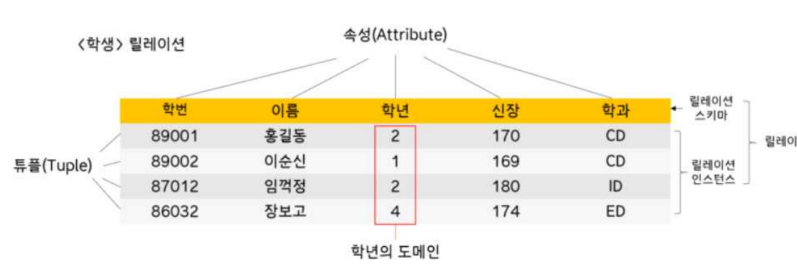 속성(Attribute)
<학생> 릴레이션
학번 이름 학년 신장 학과
릴레이션
스키마
89001 홍길동 2 170 CD
릴레이
89002 이순신 1 169 CD
튜플(Tuple)
릴레이션
인스턴스
87012 임꺽정 2 180 ID
86032 장보고 4 174 ED
학년의 도메인